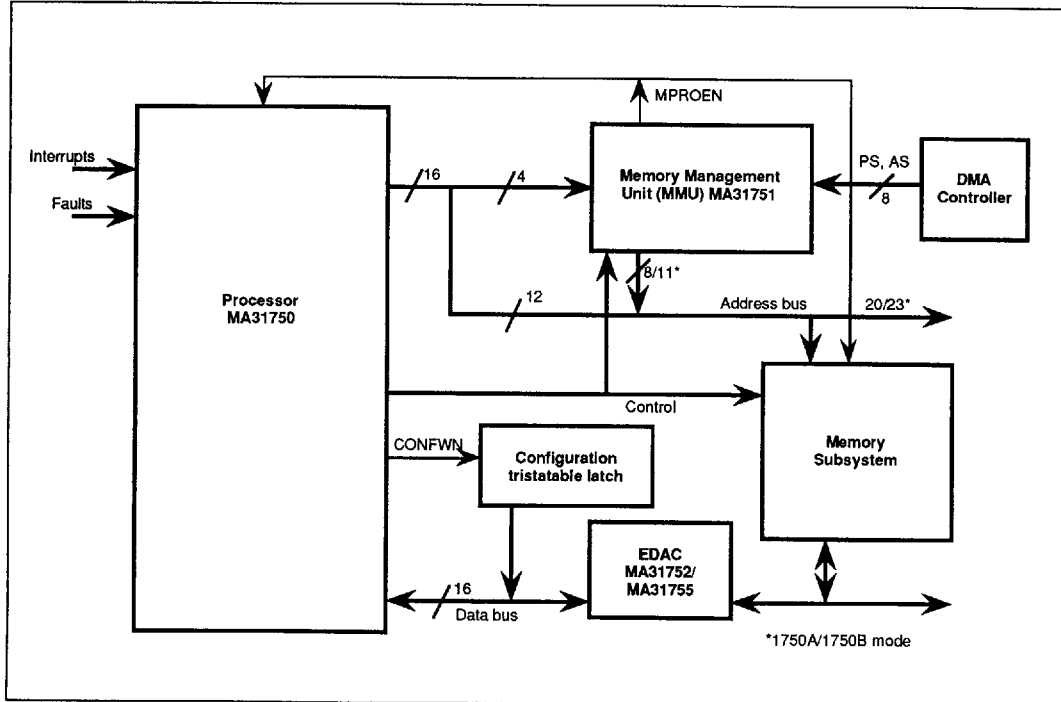 MPROEN
Interrupts
Faults
16
4
Memory Management
Unit (MMU) MA31751
PS, AS
8
DMA
Controller
8/11*
Processor
MA31750
12
Address bus
20/23*
Control
CONFWN
Configuration
tristatable latch
Memory
Subsystem
EDAC
MA31752/
MA31755
16
Data bus
*1750A/1750B mode